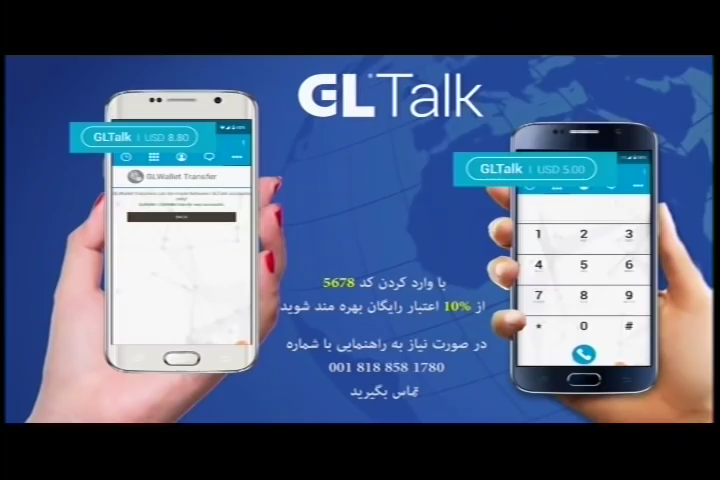 GLTalk
GLTalk | USD 8.80
GLWallet Transfer
GLTalk | USD 5.00
1 2 3
4 5 6
7 8 9
* 0 #
با وارد کردن کد 5678
از 10% اعتبار رایگان بهره مند شوید
در صورت نیاز به راهنمایی با شماره
001 818 858 1780
تماس بگیرید